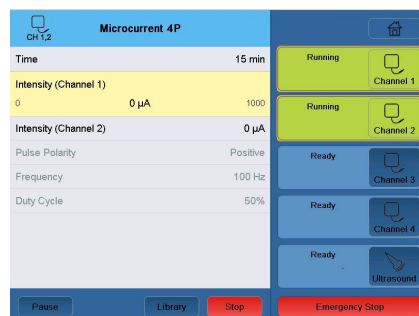 CH 1,2
Microcurrent 4P
Time 15 min
Intensity (Channel 1)
0 0 µA 1000
Intensity (Channel 2) 0 µA
Pulse Polarity Positive
Frequency 100 Hz
Duty Cycle 50%
Pause Library Stop
Running
Channel 1
Running
Channel 2
Ready
Channel 3
Ready
Channel 4
Ready
-
Ultrasound
Emergency Stop